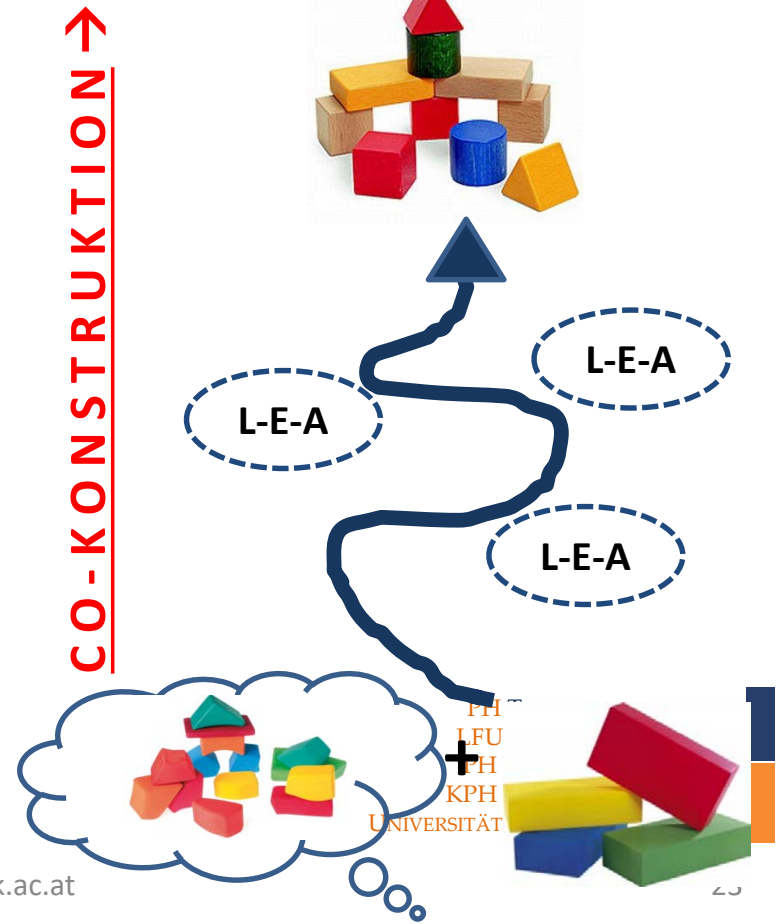 CO-KONSTRUKTION→
L-E-A
L-E-A
L-E-A
PH
LFU
+
PH
KPH
UNIVERSITÄT
k.ac.at